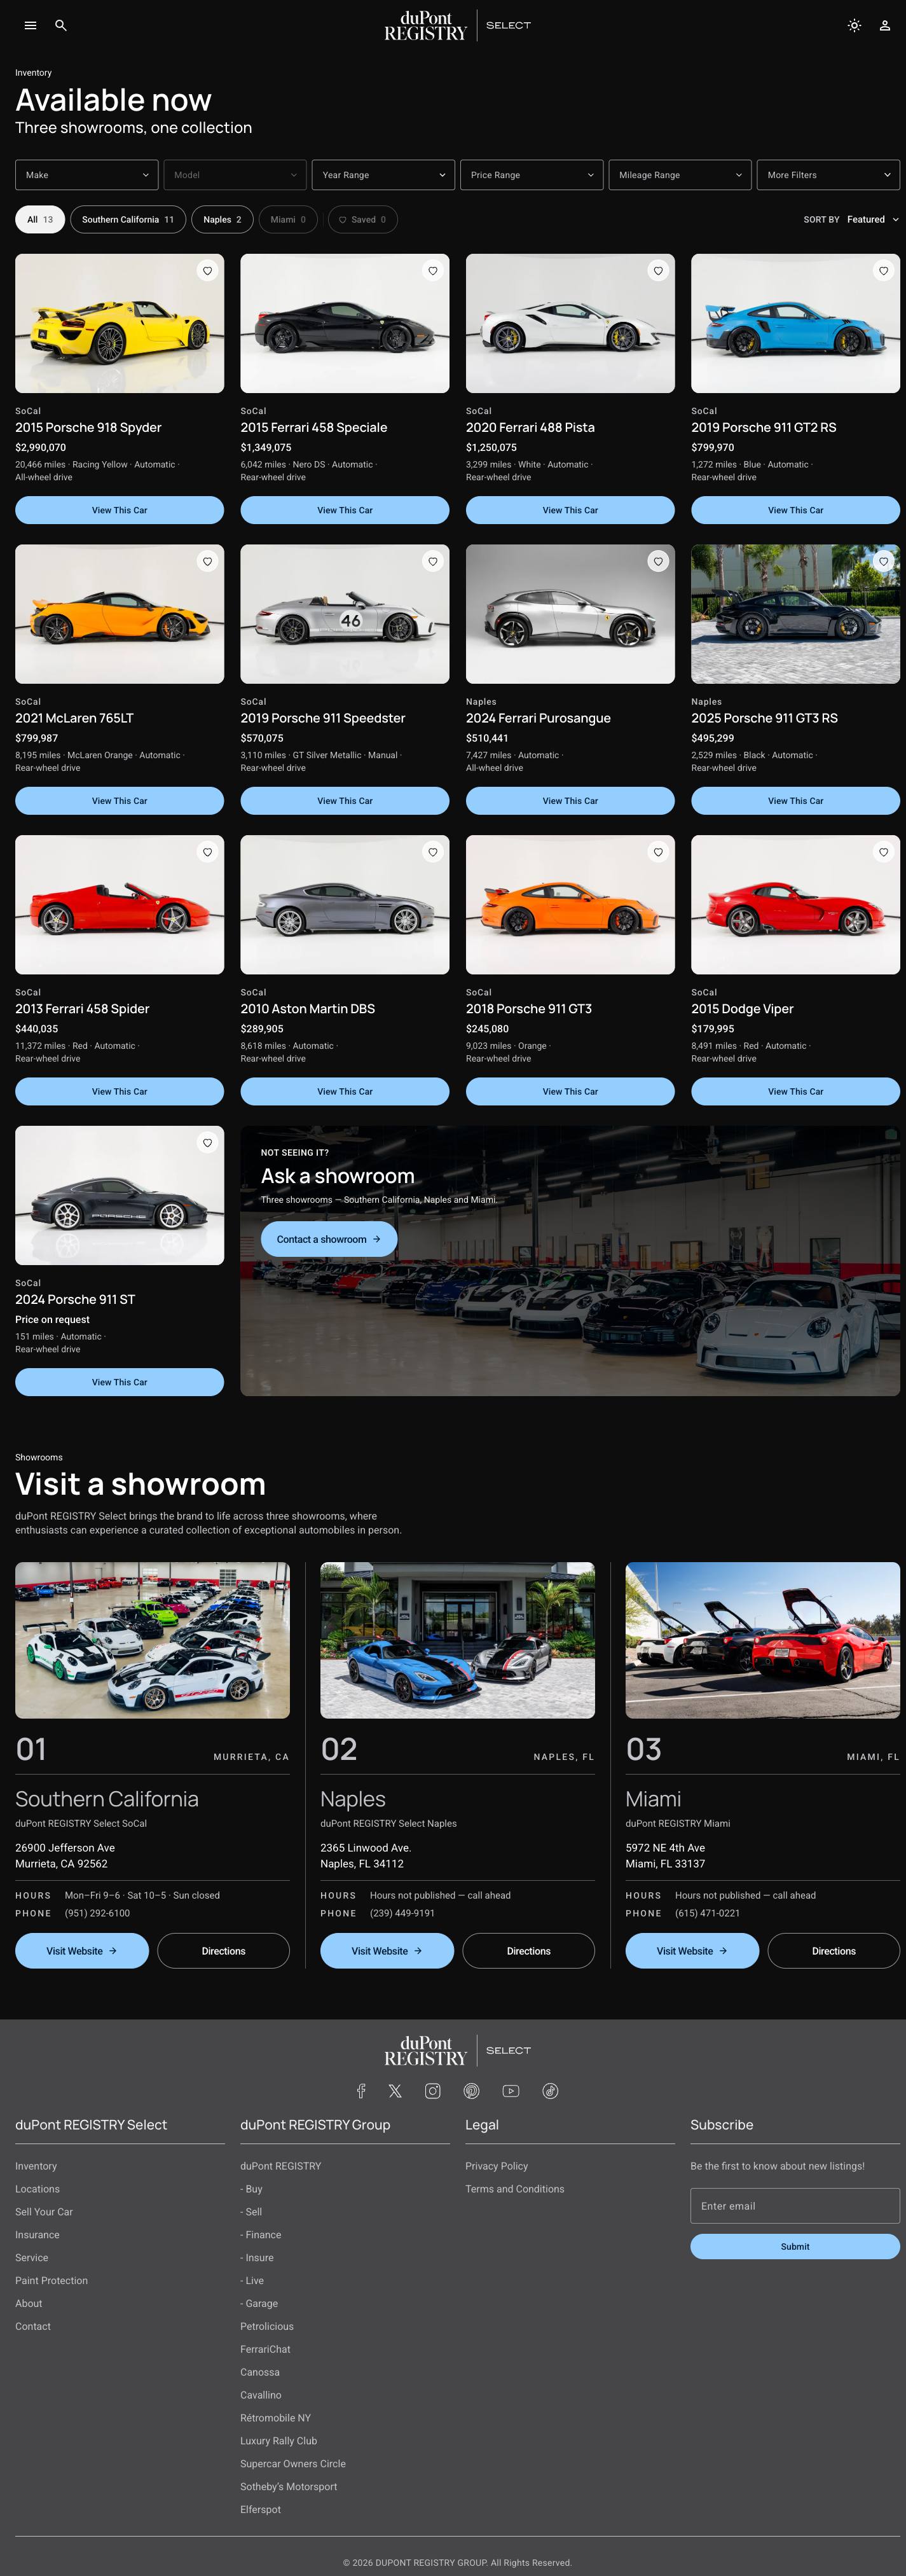 duPont
REGISTRY
SELECT
Inventory
Available now
Three showrooms, one collection
Make
Model
Year Range
Price Range
Mileage Range
More Filters
All 13
Southern California 11
Naples 2
Miami 0
Saved 0
SORT BY Featured
SoCal
2015 Porsche 918 Spyder
$2,990,070
20,466 miles · Racing Yellow · Automatic ·
All-wheel drive
View This Car
SoCal
2015 Ferrari 458 Speciale
$1,349,075
6,042 miles · Nero DS · Automatic ·
Rear-wheel drive
View This Car
SoCal
2020 Ferrari 488 Pista
$1,250,075
3,299 miles · White · Automatic ·
Rear-wheel drive
View This Car
SoCal
2019 Porsche 911 GT2 RS
$799,970
1,272 miles · Blue · Automatic ·
Rear-wheel drive
View This Car
SoCal
2021 McLaren 765LT
$799,987
8,195 miles · McLaren Orange · Automatic ·
Rear-wheel drive
View This Car
46
SoCal
2019 Porsche 911 Speedster
$570,075
3,110 miles · GT Silver Metallic · Manual ·
Rear-wheel drive
View This Car
Naples
2024 Ferrari Purosangue
$510,441
7,427 miles · Automatic ·
All-wheel drive
View This Car
Naples
2025 Porsche 911 GT3 RS
$495,299
2,529 miles · Black · Automatic ·
Rear-wheel drive
View This Car
SoCal
2013 Ferrari 458 Spider
$440,035
11,372 miles · Red · Automatic ·
Rear-wheel drive
View This Car
SoCal
2010 Aston Martin DBS
$289,905
8,618 miles · Automatic ·
Rear-wheel drive
View This Car
SoCal
2018 Porsche 911 GT3
$245,080
9,023 miles · Orange ·
Rear-wheel drive
View This Car
SoCal
2015 Dodge Viper
$179,995
8,491 miles · Red · Automatic ·
Rear-wheel drive
View This Car
PORSCHE
SoCal
2024 Porsche 911 ST
Price on request
151 miles · Automatic ·
Rear-wheel drive
View This Car
NOT SEEING IT?
Ask a showroom
Three showrooms — Southern California, Naples and Miami.
Contact a showroom
Showrooms
Visit a showroom
duPont REGISTRY Select brings the brand to life across three showrooms, where
enthusiasts can experience a curated collection of exceptional automobiles in person.
01
MURRIETA, CA
Southern California
duPont REGISTRY Select SoCal
26900 Jefferson Ave
Murrieta, CA 92562
HOURS Mon–Fri 9–6 · Sat 10–5 · Sun closed
PHONE (951) 292-6100
Visit Website
Directions
02
NAPLES, FL
Naples
duPont REGISTRY Select Naples
2365 Linwood Ave.
Naples, FL 34112
HOURS Hours not published — call ahead
PHONE (239) 449-9191
Visit Website
Directions
03
MIAMI, FL
Miami
duPont REGISTRY Miami
5972 NE 4th Ave
Miami, FL 33137
HOURS Hours not published — call ahead
PHONE (615) 471-0221
Visit Website
Directions
duPont
REGISTRY
SELECT
duPont REGISTRY Select
Inventory
Locations
Sell Your Car
Insurance
Service
Paint Protection
About
Contact
duPont REGISTRY Group
duPont REGISTRY
- Buy
- Sell
- Finance
- Insure
- Live
- Garage
Petrolicious
FerrariChat
Canossa
Cavallino
Rétromobile NY
Luxury Rally Club
Supercar Owners Circle
Sotheby's Motorsport
Elferspot
Legal
Privacy Policy
Terms and Conditions
Subscribe
Be the first to know about new listings!
Enter email
Submit
© 2026 DUPONT REGISTRY GROUP. All Rights Reserved.